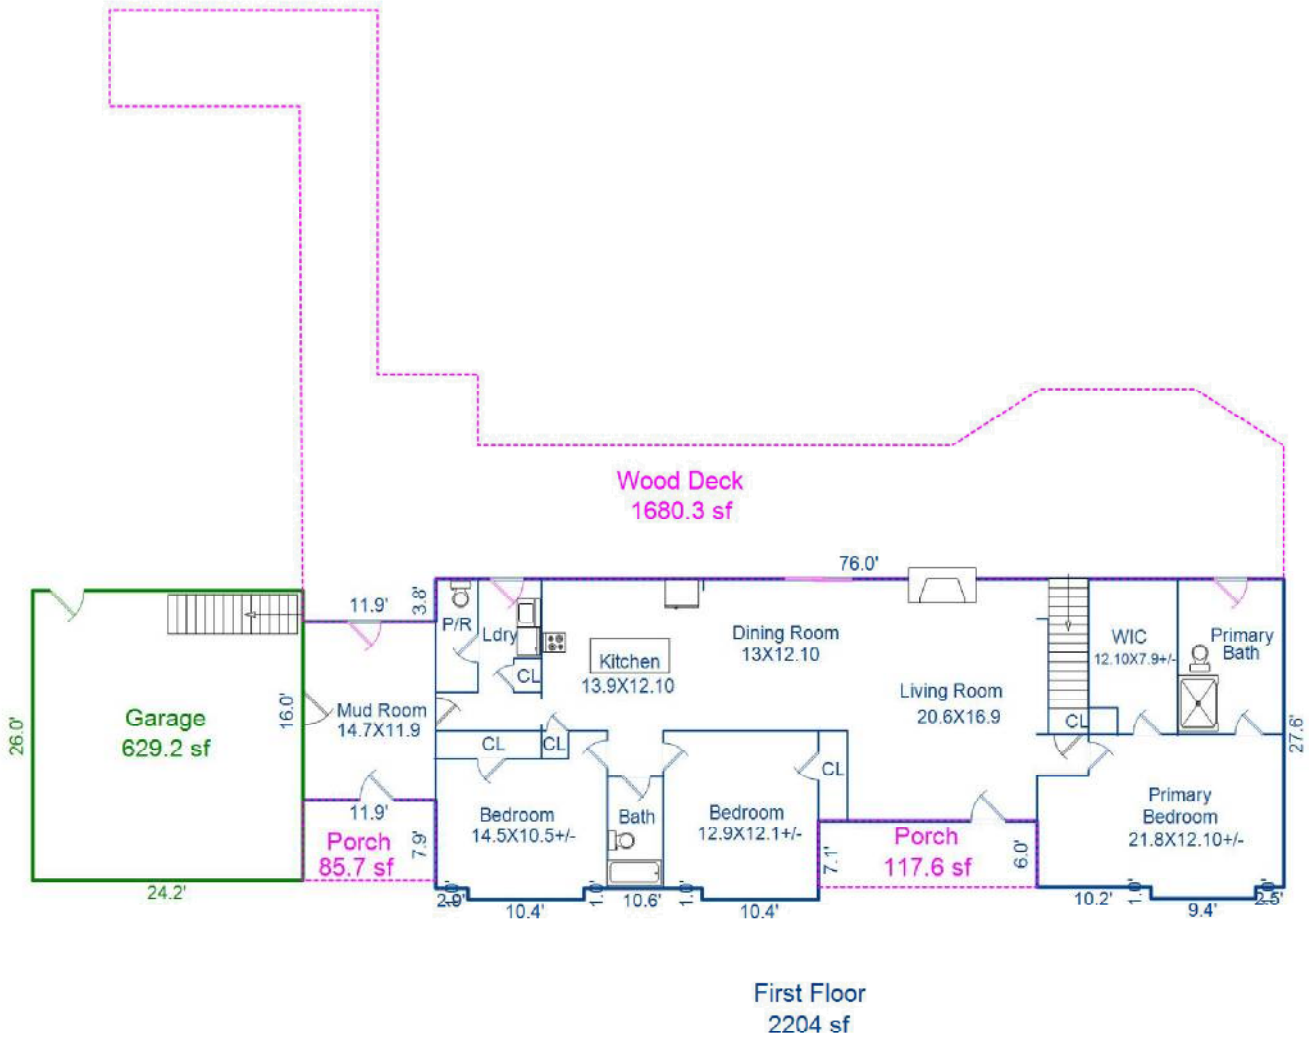 Wood Deck
1680.3 sf
76.0'
11.9'
3.8'
P/R
Ldry
CL
Kitchen
13.9X12.10
Dining Room
13X12.10
Living Room
20.6X16.9
WIC
12.10X7.9+/-
Primary
Bath
CL
27.6'
26.0'
Garage
629.2 sf
16.0'
Mud Room
14.7X11.9
CL
CL
CL
11.9'
Porch
85.7 sf
7.9'
Bedroom
14.5X10.5+/-
Bath
Bedroom
12.9X12.1+/-
7.1'
Porch
117.6 sf
6.0'
Primary
Bedroom
21.8X12.10+/-
24.2'
2.9'
10.4'
1.0'
10.6'
1.0'
10.4'
10.2'
1.0'
9.4'
2.5'
First Floor
2204 sf